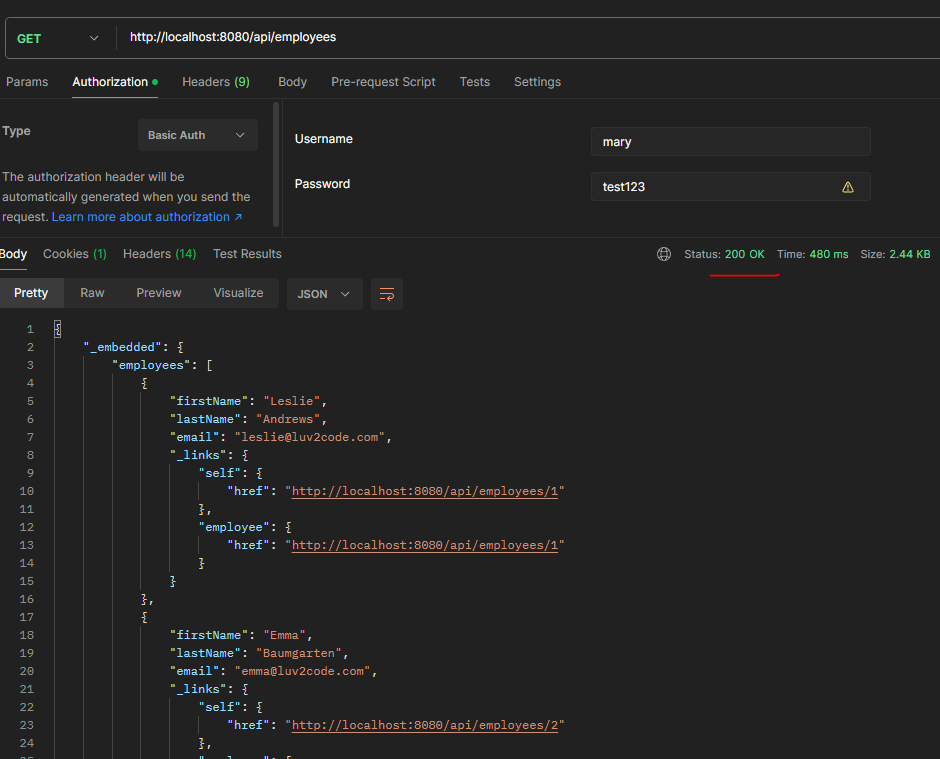 GET http://localhost:8080/api/employees
Params Authorization Headers (9) Body Pre-request Script Tests Settings
Type Basic Auth
The authorization header will be
automatically generated when you send the
request. Learn more about authorization ↗
Username mary
Password test123
Body Cookies (1) Headers (14) Test Results Status: 200 OK Time: 480 ms Size: 2.44 KB
Pretty Raw Preview Visualize JSON
1 {
2 "_embedded": {
3 "employees": [
4 {
5 "firstName": "Leslie",
6 "lastName": "Andrews",
7 "email": "leslie@luv2code.com",
8 "_links": {
9 "self": {
10 "href": "http://localhost:8080/api/employees/1"
11 },
12 "employee": {
13 "href": "http://localhost:8080/api/employees/1"
14 }
15 }
16 },
17 {
18 "firstName": "Emma",
19 "lastName": "Baumgarten",
20 "email": "emma@luv2code.com",
21 "_links": {
22 "self": {
23 "href": "http://localhost:8080/api/employees/2"
24 },